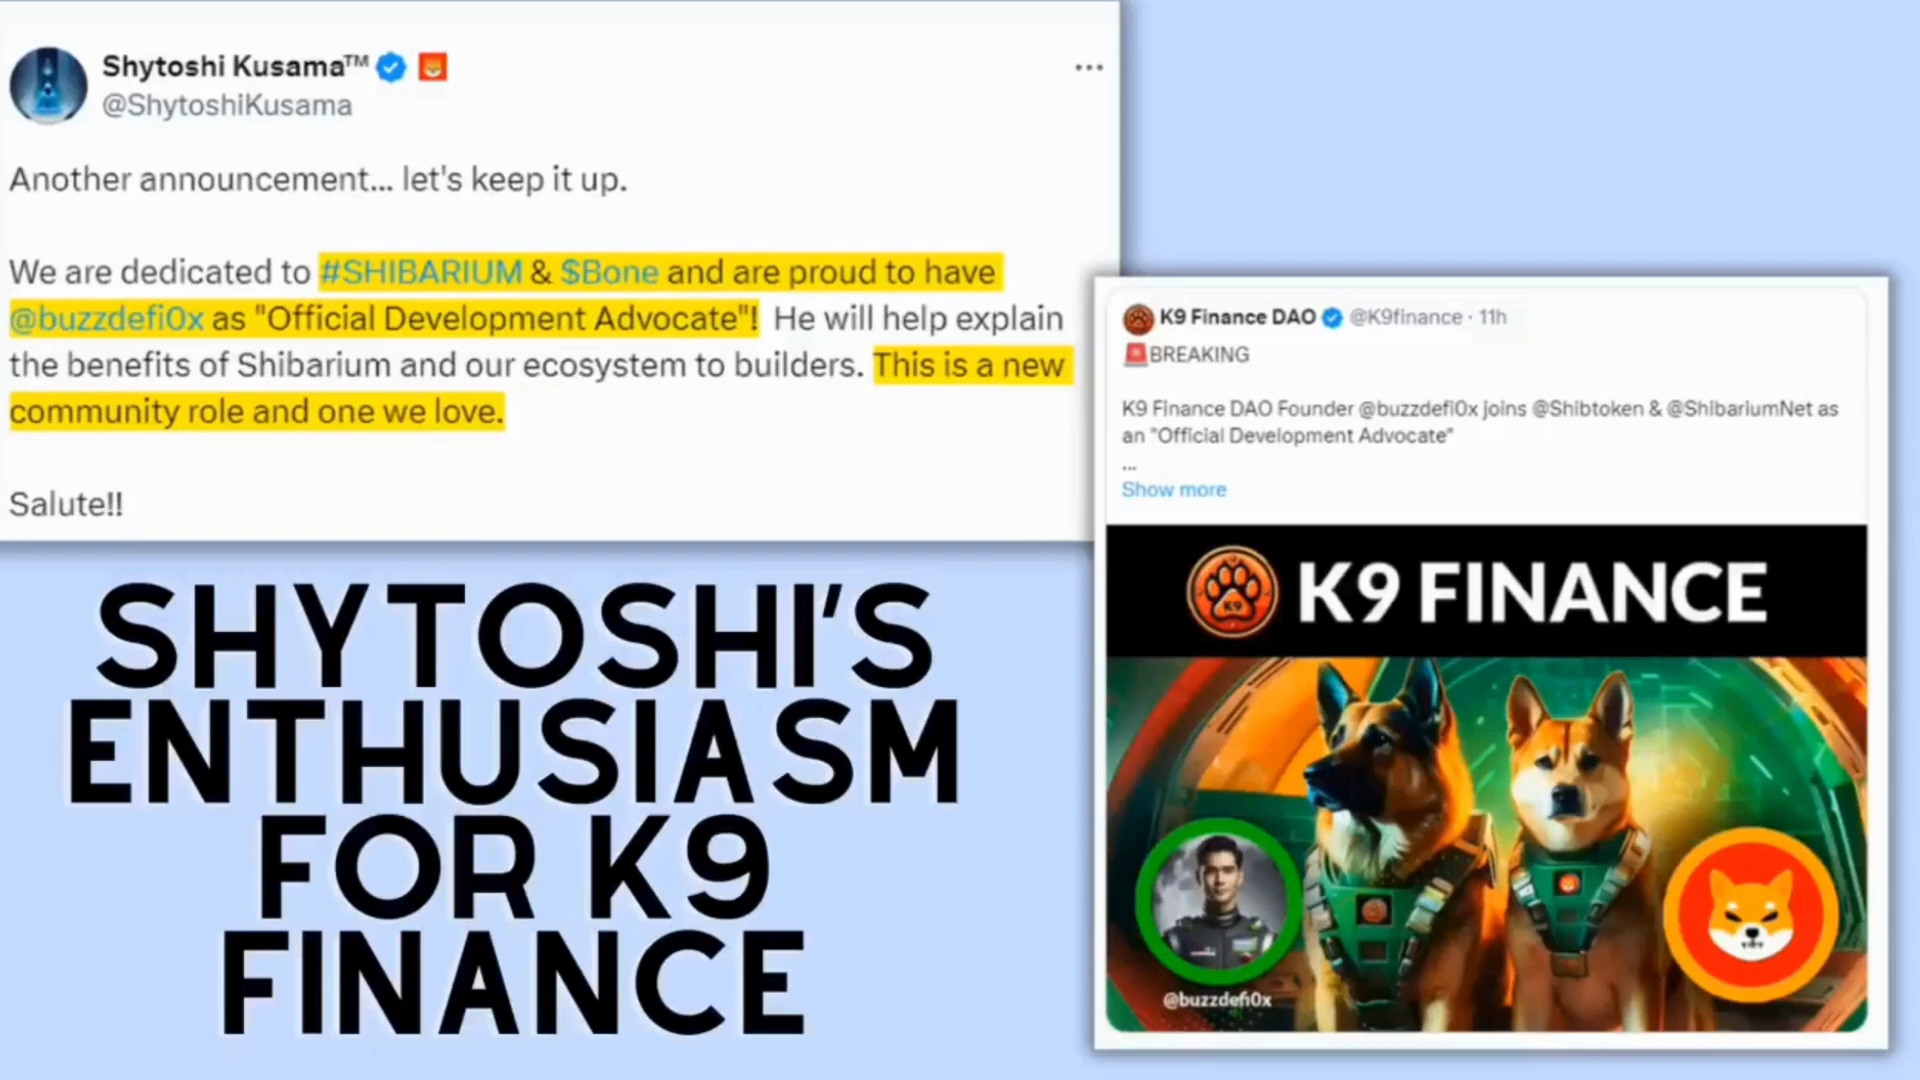 Shytoshi Kusama™
@ShytoshiKusama
Another announcement... let's keep it up.
We are dedicated to #SHIBARIUM & $Bone and are proud to have
@buzzdefi0x as "Official Development Advocate"! He will help explain
the benefits of Shibarium and our ecosystem to builders. This is a new
community role and one we love.
Salute!!
K9 Finance DAO @K9finance · 11h
BREAKING
K9 Finance DAO Founder @buzzdefi0x joins @Shibtoken & @ShibariumNet as
an "Official Development Advocate"
...
Show more
K9
K9 FINANCE
@buzzdefi0x
SHYTOSHI'S
ENTHUSIASM
FOR K9
FINANCE